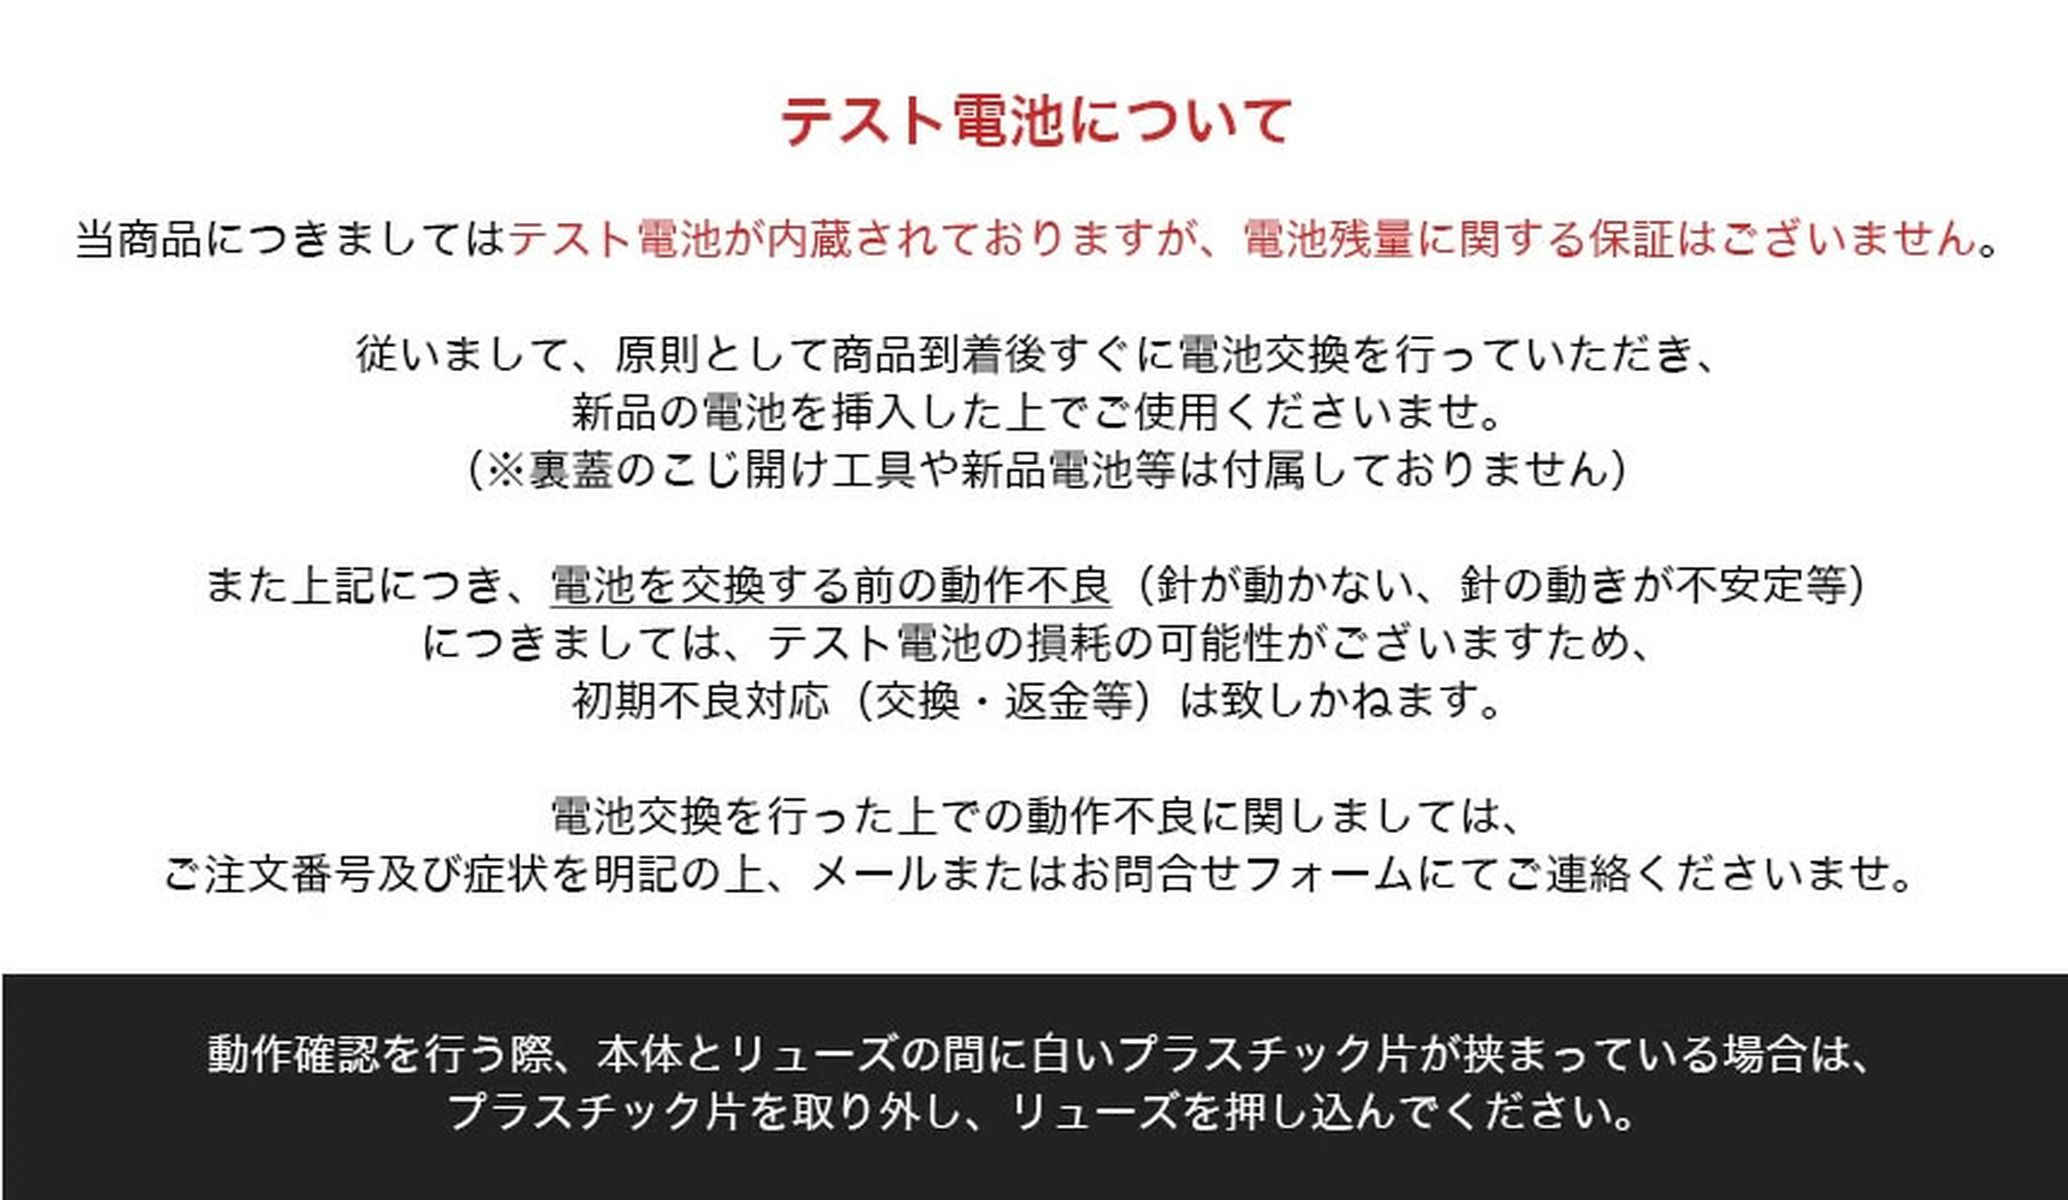 テスト電池について
当商品につきましてはテスト電池が内蔵されておりますが、電池残量に関する保証はございません。
従いまして、原則として商品到着後すぐに電池交換を行っていただき、
新品の電池を挿入した上でご使用くださいませ。
（※裏蓋のこじ開け工具や新品電池等は付属しておりません）
また上記につき、電池を交換する前の動作不良（針が動かない、針の動きが不安定等）
につきましては、テスト電池の損耗の可能性がございますため、
初期不良対応（交換・返金等）は致しかねます。
電池交換を行った上での動作不良に関しましては、
ご注文番号及び症状を明記の上、メールまたはお問合せフォームにてご連絡くださいませ。
動作確認を行う際、本体とリューズの間に白いプラスチック片が挟まっている場合は、
プラスチック片を取り外し、リューズを押し込んでください。